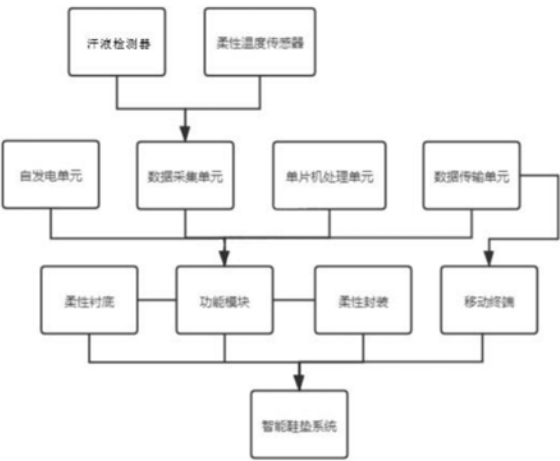 汗液检测器
柔性温度传感器
自发电单元
数据采集单元
单片机处理单元
数据传输单元
柔性衬底
功能模块
柔性封装
移动终端
智能鞋垫系统